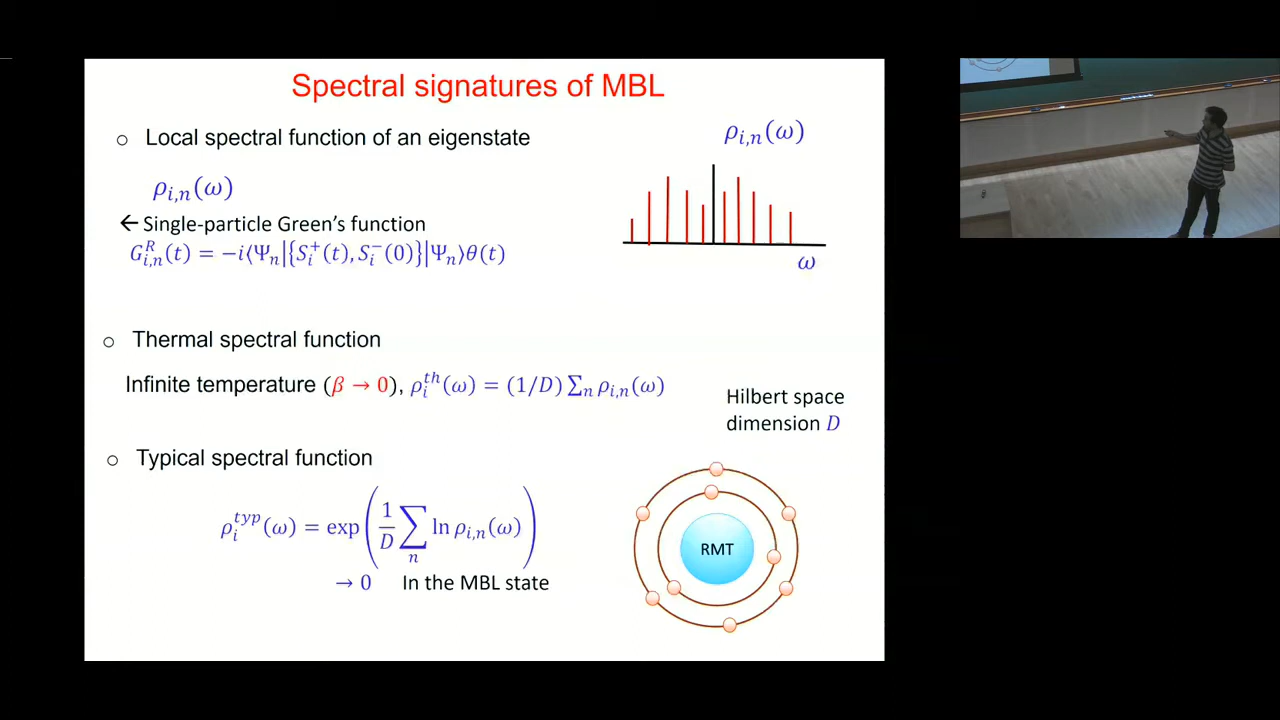 Spectral signatures of MBL
○ Local spectral function of an eigenstate
ρ_{i,n}(ω)
ρ_{i,n}(ω)
← Single-particle Green's function
G^R_{i,n}(t) = −i⟨Ψ_n|{S_i^+(t), S_i^−(0)}|Ψ_n⟩θ(t)
ω
○ Thermal spectral function
Infinite temperature (β → 0), ρ_i^{th}(ω) = (1/D) ∑_n ρ_{i,n}(ω)
Hilbert space
dimension D
○ Typical spectral function
ρ_i^{typ}(ω) = exp(1/D ∑_n ln ρ_{i,n}(ω))
→ 0 In the MBL state
RMT